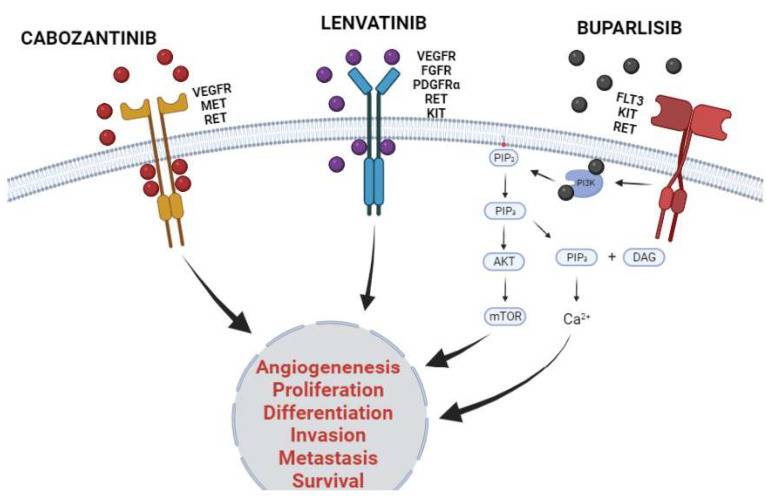 CABOZANTINIB
VEGFR
MET
RET
LENVATINIB
VEGFR
FGFR
PDGFRα
RET
KIT
BUPARLISIB
FLT3
KIT
RET
PIP₂
PI3K
PIP₃
AKT
PIP₃ + DAG
mTOR
Ca²⁺
Angiogenenesis
Proliferation
Differentiation
Invasion
Metastasis
Survival